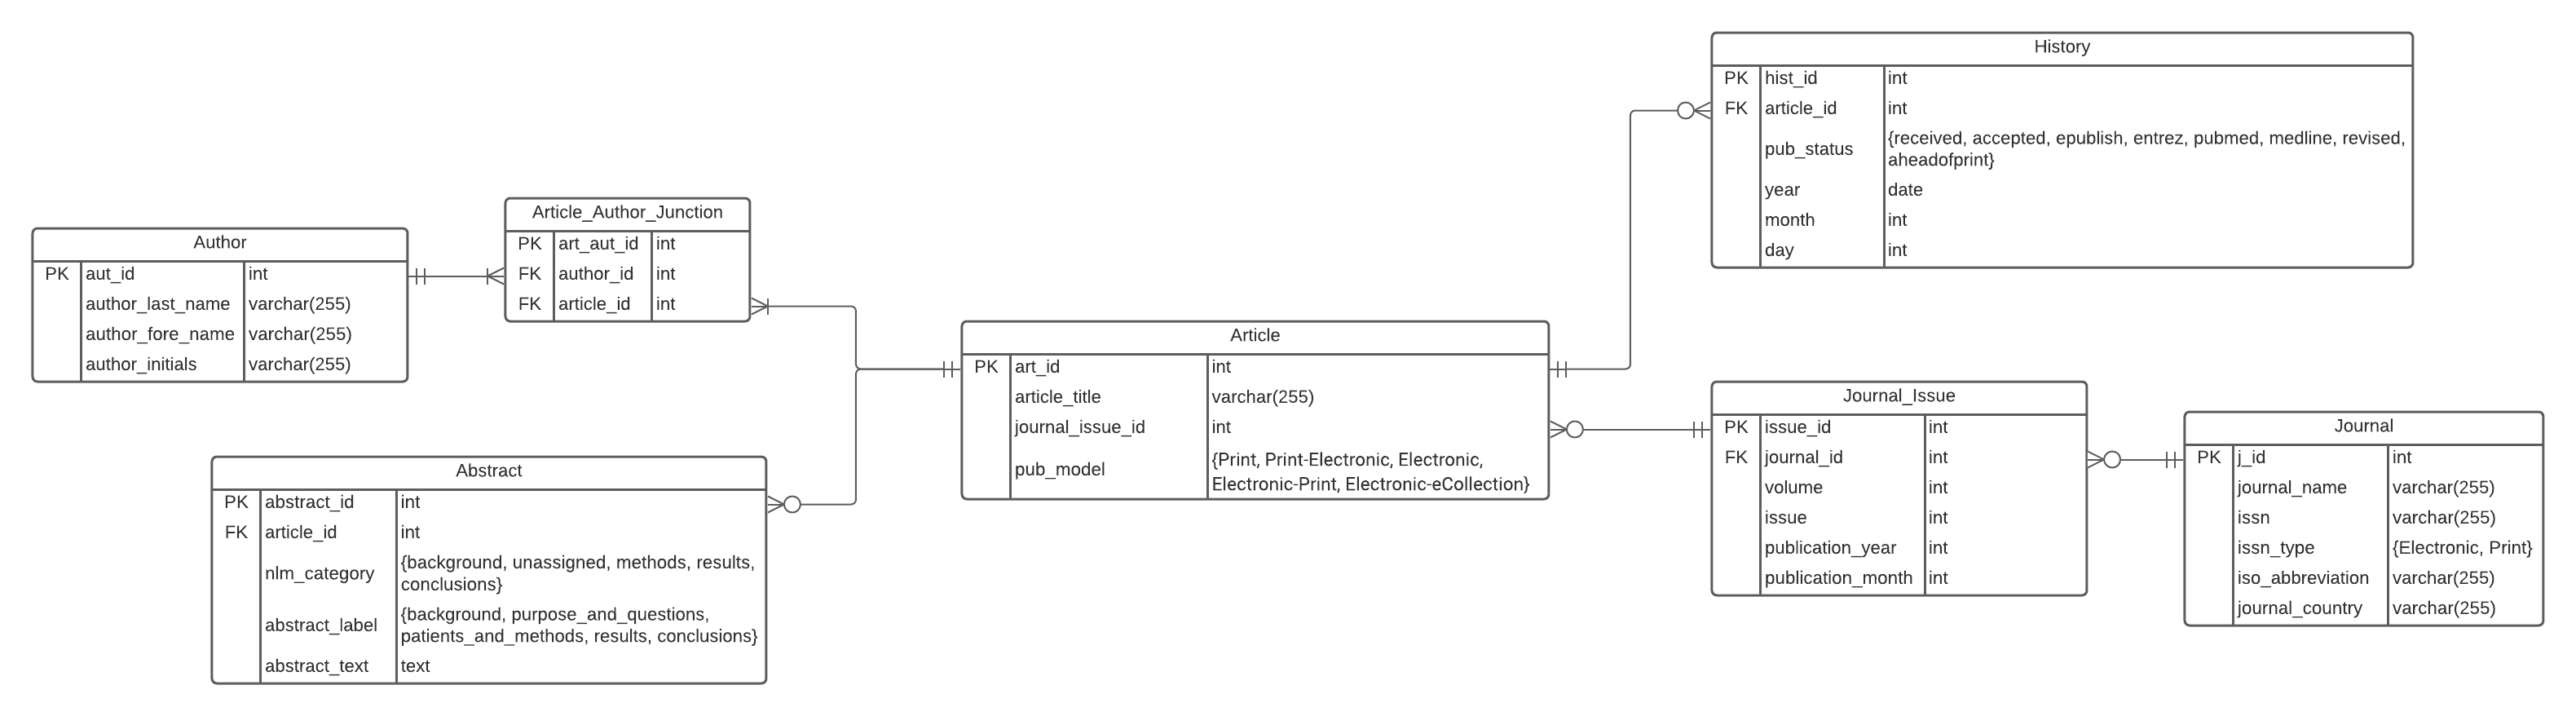 History
PK hist_id int
FK article_id int
pub_status {received, accepted, epublish, entrez, pubmed, medline, revised,
aheadofprint}
year date
month int
day int
Article_Author_Junction
PK art_aut_id int
FK author_id int
FK article_id int
Author
PK aut_id int
author_last_name varchar(255)
author_fore_name varchar(255)
author_initials varchar(255)
Article
PK art_id int
article_title varchar(255)
journal_issue_id int
pub_model {Print, Print-Electronic, Electronic,
Electronic-Print, Electronic-eCollection}
Abstract
PK abstract_id int
FK article_id int
nlm_category {background, unassigned, methods, results,
conclusions}
abstract_label {background, purpose_and_questions,
patients_and_methods, results, conclusions}
abstract_text text
Journal_Issue
PK issue_id int
FK journal_id int
volume int
issue int
publication_year int
publication_month int
Journal
PK j_id int
journal_name varchar(255)
issn varchar(255)
issn_type {Electronic, Print}
iso_abbreviation varchar(255)
journal_country varchar(255)